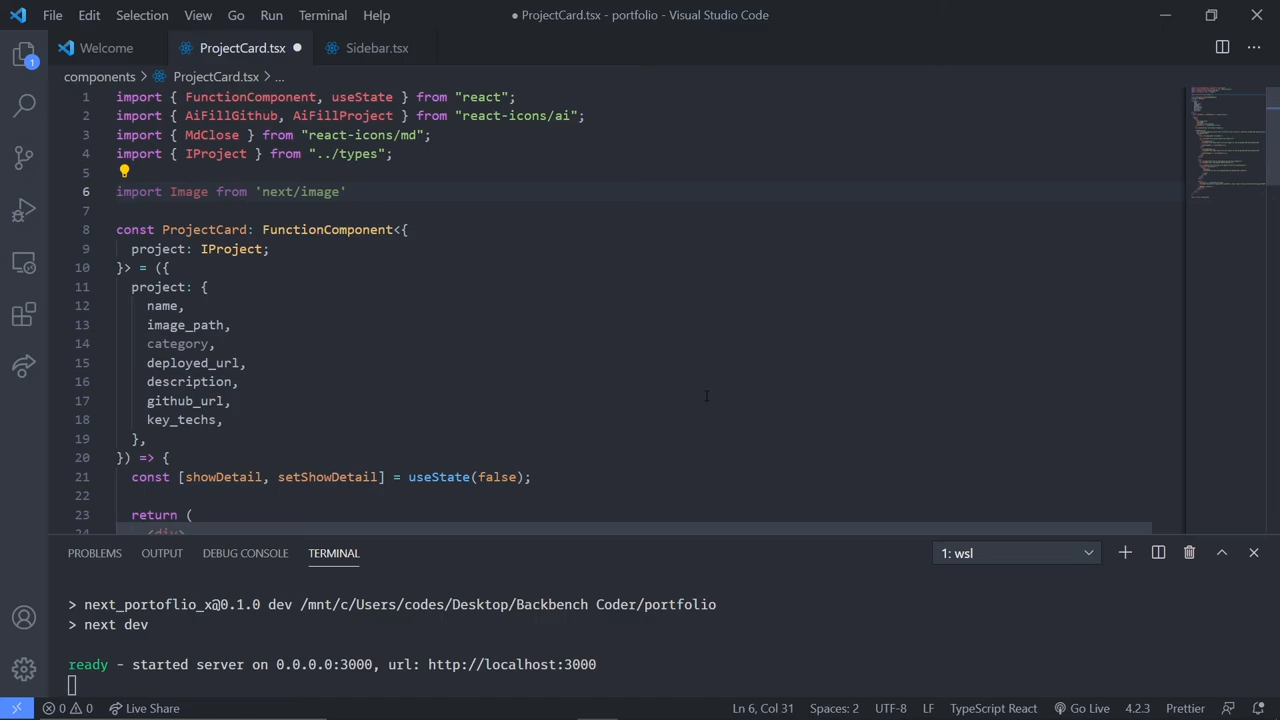 File Edit Selection View Go Run Terminal Help ● ProjectCard.tsx - portfolio - Visual Studio Code
Welcome ProjectCard.tsx ● Sidebar.tsx ...
1
components > ProjectCard.tsx > ...
1 import { FunctionComponent, useState } from "react";
2 import { AiFillGithub, AiFillProject } from "react-icons/ai";
3 import { MdClose } from "react-icons/md";
4 import { IProject } from "../types";
5
6 import Image from 'next/image'
7
8 const ProjectCard: FunctionComponent<{
9 project: IProject;
10 }> = ({
11 project: {
12 name,
13 image_path,
14 category,
15 deployed_url,
16 description,
17 github_url,
18 key_techs,
19 },
20 }) => {
21 const [showDetail, setShowDetail] = useState(false);
22
23 return (
24 <div>
PROBLEMS OUTPUT DEBUG CONSOLE TERMINAL 1: wsl
> next_portoflio_x@0.1.0 dev /mnt/c/Users/codes/Desktop/Backbench Coder/portfolio
> next dev
ready - started server on 0.0.0.0:3000, url: http://localhost:3000
0 0 Live Share Ln 6, Col 31 Spaces: 2 UTF-8 LF TypeScript React Go Live 4.2.3 Prettier